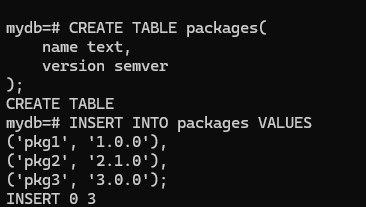 mydb=# CREATE TABLE packages(
    name text,
    version semver
);
CREATE TABLE
mydb=# INSERT INTO packages VALUES
('pkg1', '1.0.0'),
('pkg2', '2.1.0'),
('pkg3', '3.0.0');
INSERT 0 3